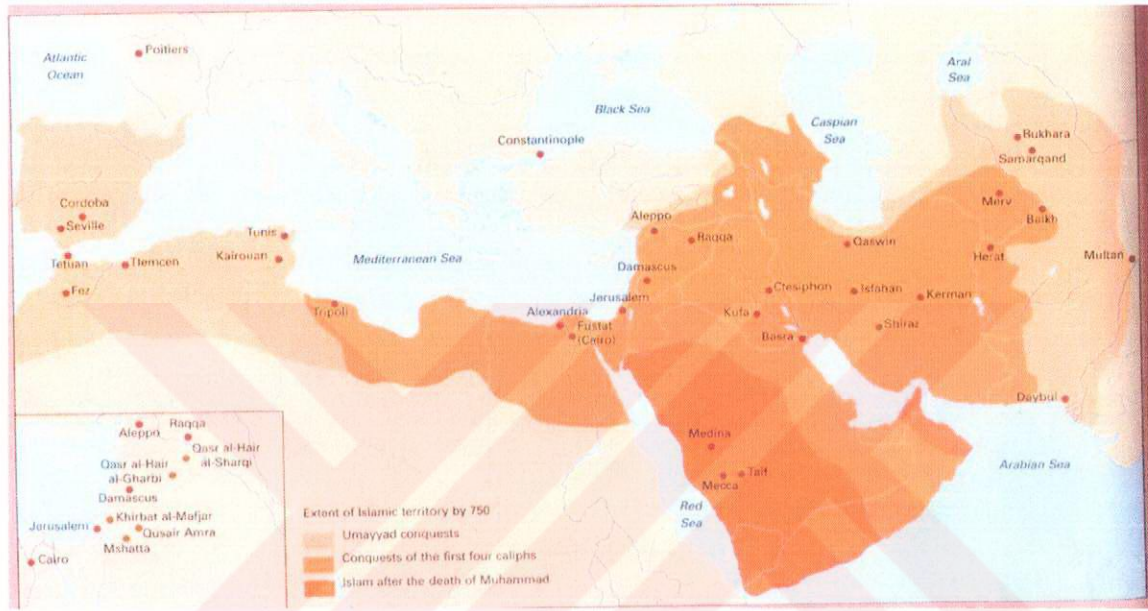 Atlantic
Ocean
Poitiers
Black Sea
Caspian
Sea
Aral
Sea
Constantinople
Rukhara
Samarqand
Cordoba
Seville
Tetuan
Tlemcen
Fez
Tunis
Kairouan
Tripoli
Mediterranean Sea
Aleppo
Raqqa
Damascus
Jerusalem
Alexandria
Fustat
(Cairo)
Qaswin
Merv
Balkh
Herat
Multan
Ctesiphon
Isfahan
Kerman
Kufa
Basra
Shiraz
Daybul
Medina
Mecca
Taif
Red
Sea
Arabian Sea
Aleppo
Raqqa
Qasr al-Hair
al-Sharqi
Qasr al-Hair
al-Gharbi
Damascus
Jerusalem
Khirbat al-Mafjar
Qusair Amra
Mshatta
Cairo
Extent of Islamic territory by 750
Umayyad conquests
Conquests of the first four caliphs
Islam after the death of Muhammad